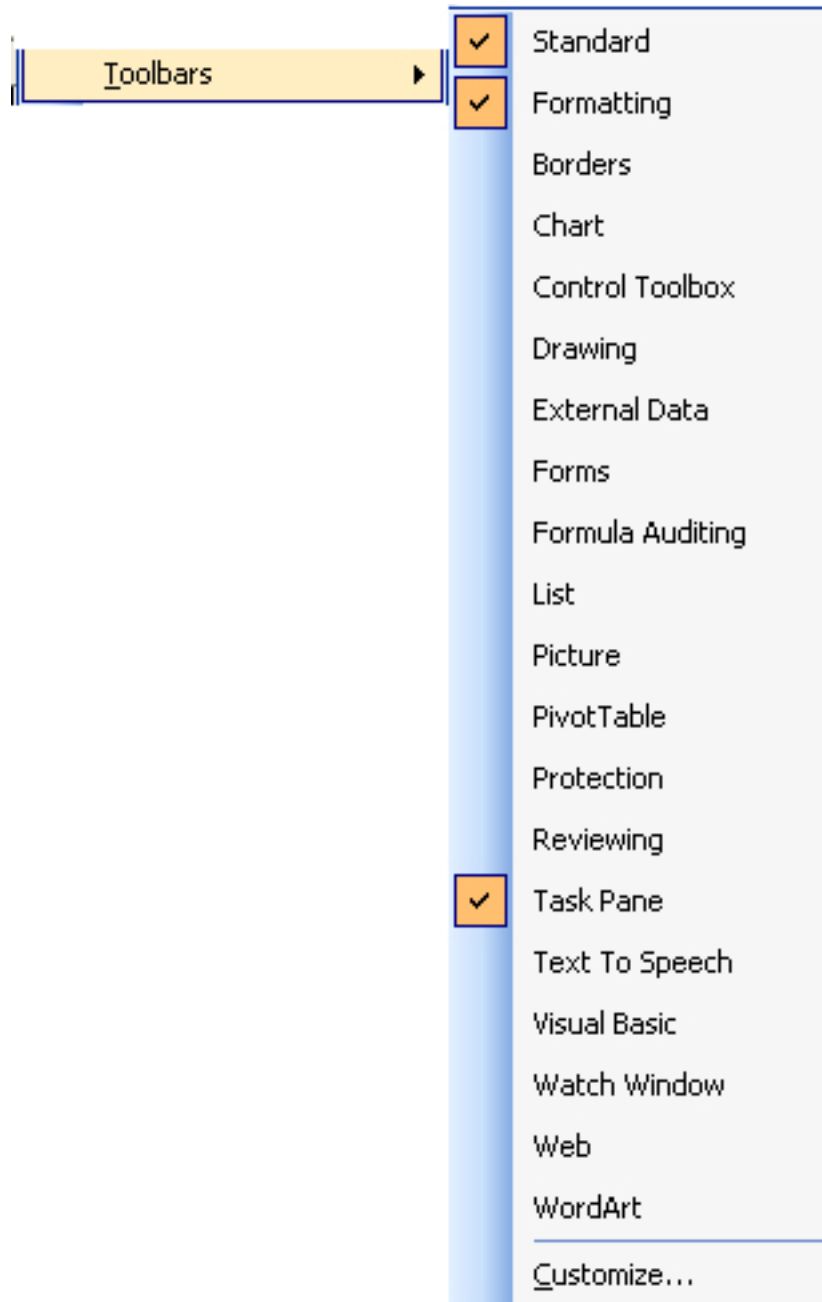 Toolbars
Standard
Formatting
Borders
Chart
Control Toolbox
Drawing
External Data
Forms
Formula Auditing
List
Picture
PivotTable
Protection
Reviewing
Task Pane
Text To Speech
Visual Basic
Watch Window
Web
WordArt
Customize...